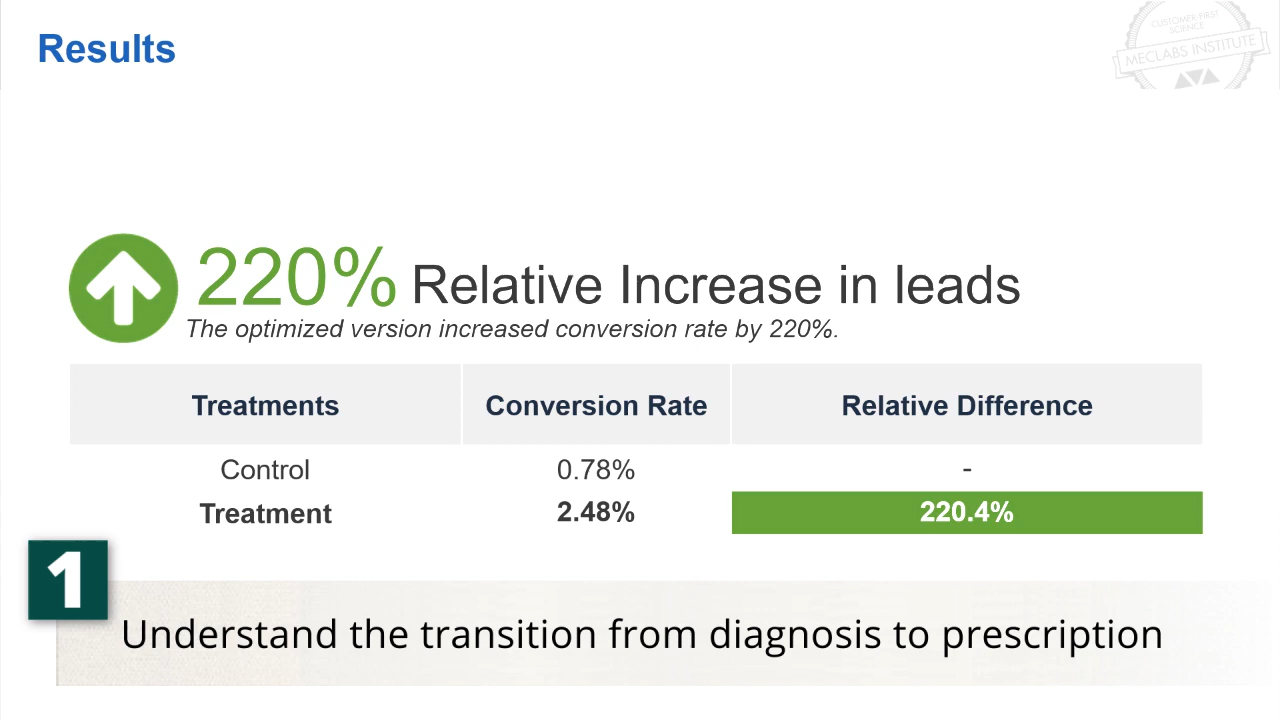 Results
CUSTOMER FIRST
SCIENCE
MECLABS INSTITUTE
220% Relative Increase in leads
The optimized version increased conversion rate by 220%.
Treatments Conversion Rate Relative Difference
Control 0.78% -
Treatment 2.48% 220.4%
1
Understand the transition from diagnosis to prescription